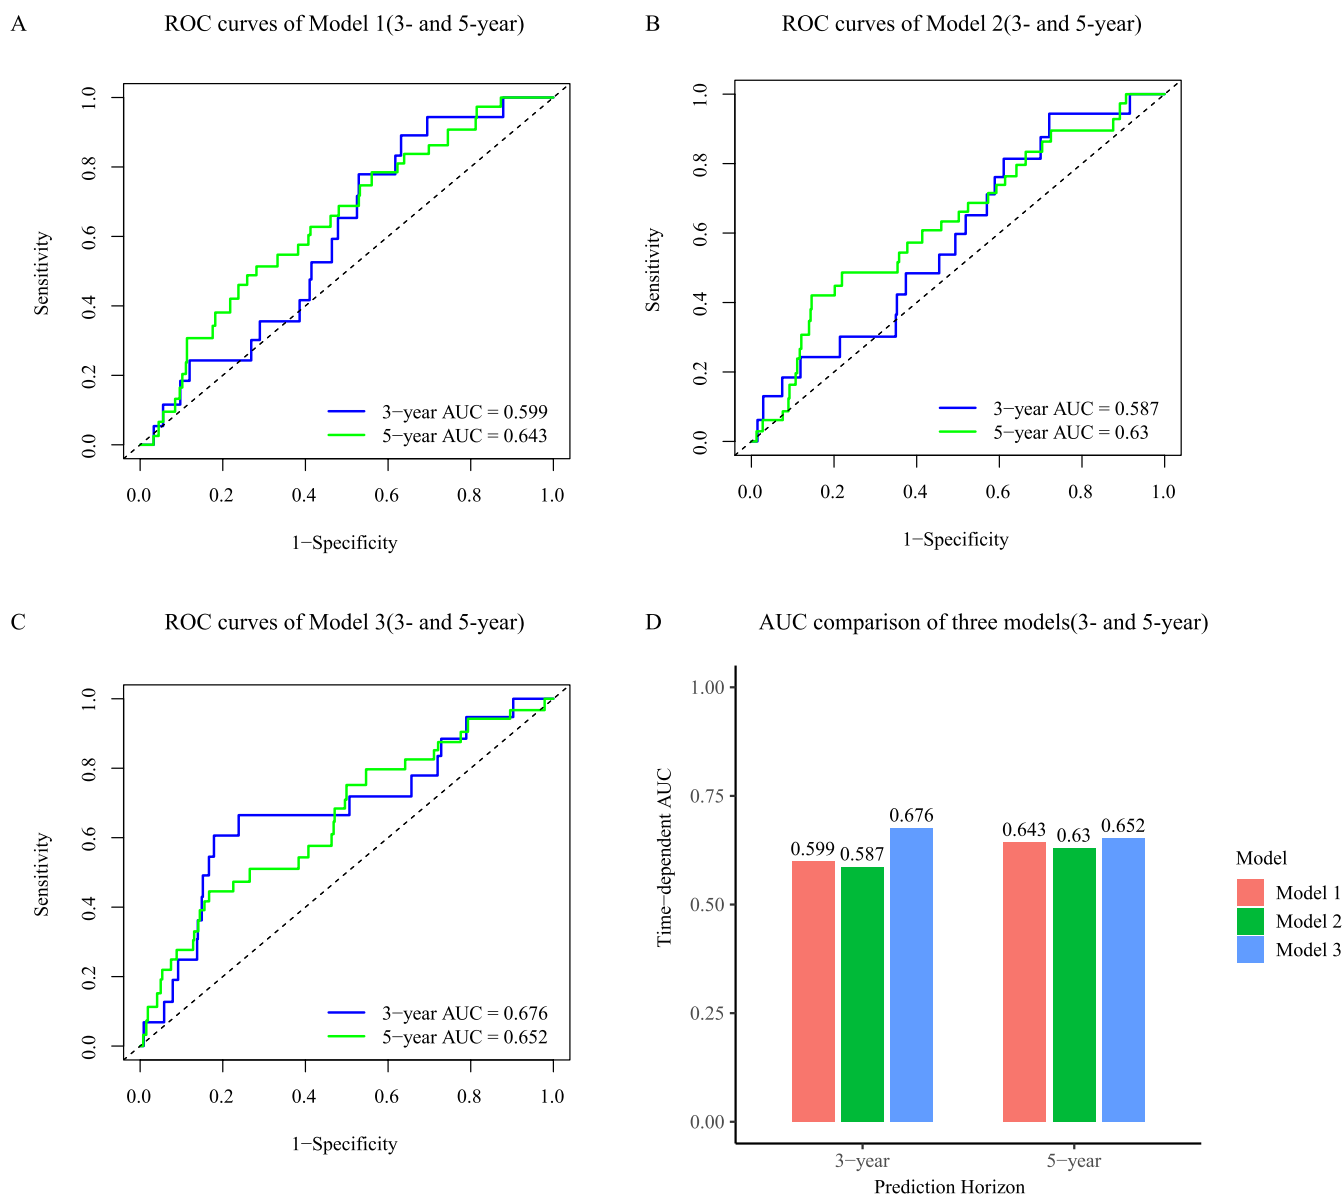 A
ROC curves of Model 1(3- and 5-year)
Sensitivity
1.0
0.8
0.6
0.4
0.2
0.0
3−year AUC = 0.599
5−year AUC = 0.643
0.0 0.2 0.4 0.6 0.8 1.0
1−Specificity
B
ROC curves of Model 2(3- and 5-year)
Sensitivity
1.0
0.8
0.6
0.4
0.2
0.0
3−year AUC = 0.587
5−year AUC = 0.63
0.0 0.2 0.4 0.6 0.8 1.0
1−Specificity
C
ROC curves of Model 3(3- and 5-year)
Sensitivity
1.0
0.8
0.6
0.4
0.2
0.0
3−year AUC = 0.676
5−year AUC = 0.652
0.0 0.2 0.4 0.6 0.8 1.0
1−Specificity
D
AUC comparison of three models(3- and 5-year)
Time−dependent AUC
1.00
0.75
0.50
0.25
0.00
0.599 0.587 0.676 0.643 0.63 0.652
3−year 5−year
Prediction Horizon
Model
Model 1
Model 2
Model 3